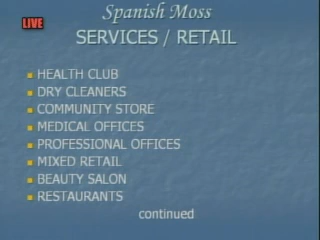 Spanish Moss
LIVE
SERVICES / RETAIL
HEALTH CLUB
DRY CLEANERS
COMMUNITY STORE
MEDICAL OFFICES
PROFESSIONAL OFFICES
MIXED RETAIL
BEAUTY SALON
RESTAURANTS
continued